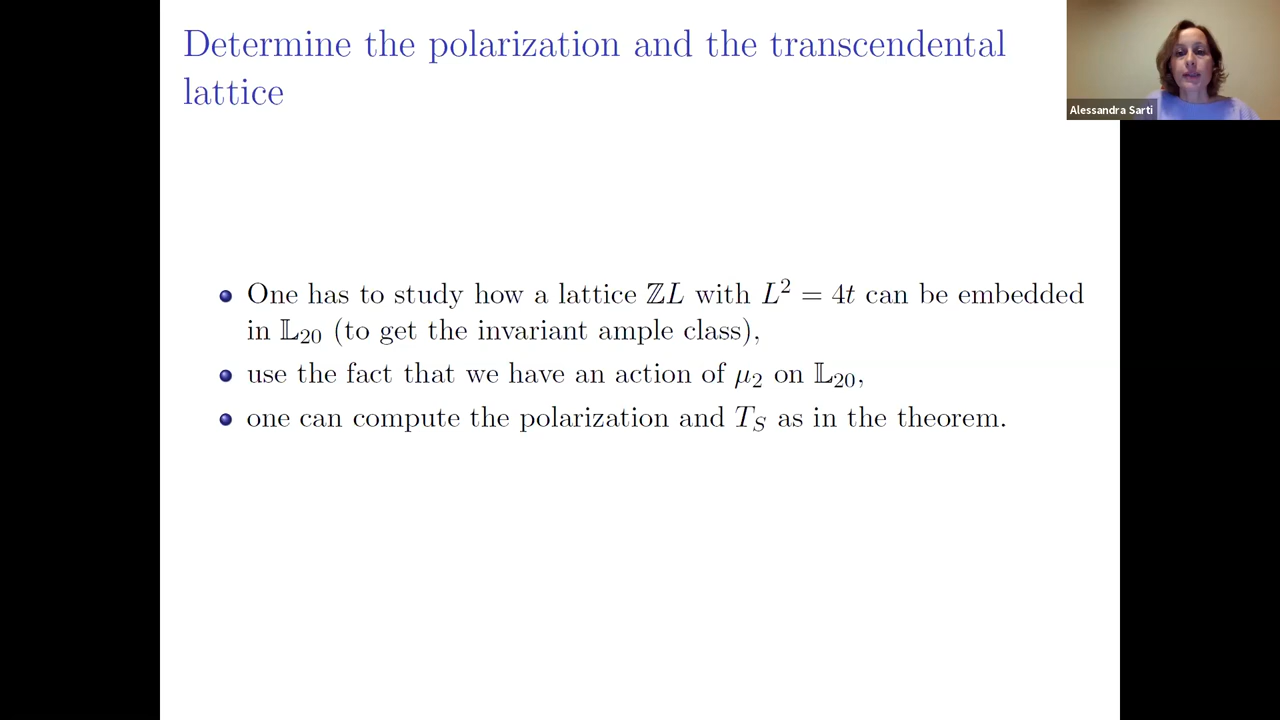 Determine the polarization and the transcendental
lattice
Alessandra Sarti
One has to study how a lattice ℤL with L² = 4t can be embedded
in 𝕃₂₀ (to get the invariant ample class),
use the fact that we have an action of μ₂ on 𝕃₂₀,
one can compute the polarization and T_S as in the theorem.